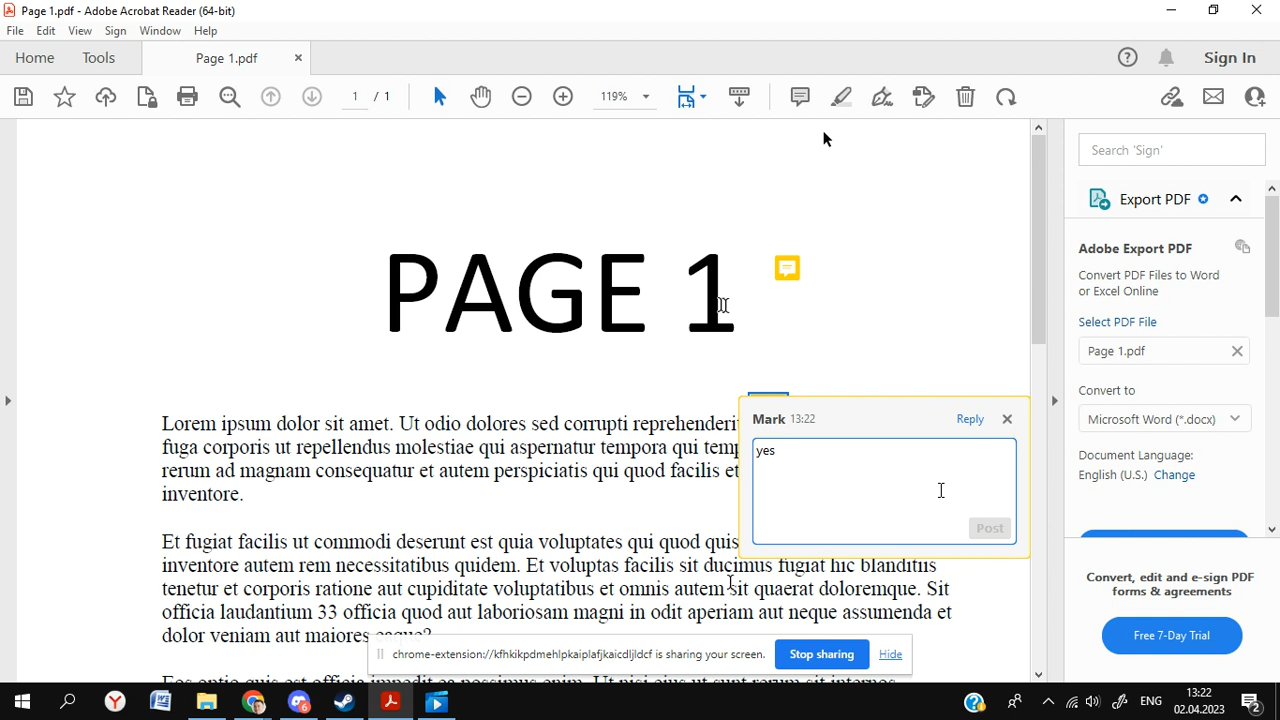 Page 1.pdf - Adobe Acrobat Reader (64-bit)
File Edit View Sign Window Help
Home Tools Page 1.pdf Sign In
1 / 1 119%
Search 'Sign'
Export PDF
Adobe Export PDF
Convert PDF Files to Word
or Excel Online
Select PDF File
Page 1.pdf
Convert to
Microsoft Word (*.docx)
Document Language:
English (U.S.) Change
Convert, edit and e-sign PDF
forms & agreements
Free 7-Day Trial
PAGE 1
Lorem ipsum dolor sit amet. Ut odio dolores sed corrupti
fuga corporis ut repellendus molestiae qui aspernatur tempora qui
rerum ad magnam consequatur et autem perspiciatis qui quod facilis et
inventore.
Et fugiat facilis ut commodi deserunt est quia voluptates qui quod quis
inventore autem rem necessitatibus quidem. Et voluptas facilis sit ducimus fugiat hic blanditiis
tenetur et corporis ratione aut cupiditate voluptatibus et omnis autem sit quaerat doloremque. Sit
officia laudantium 33 officia quod aut laboriosam magni in odit aperiam aut neque assumenda et
dolor veniam aut maiores eaque?
Mark 13:22 Reply
yes
Post
chrome-extension://kfhkikpdmehlpkaiplafjkaicdljldcf is sharing your screen. Stop sharing Hide
ENG
13:22
02.04.2023
2